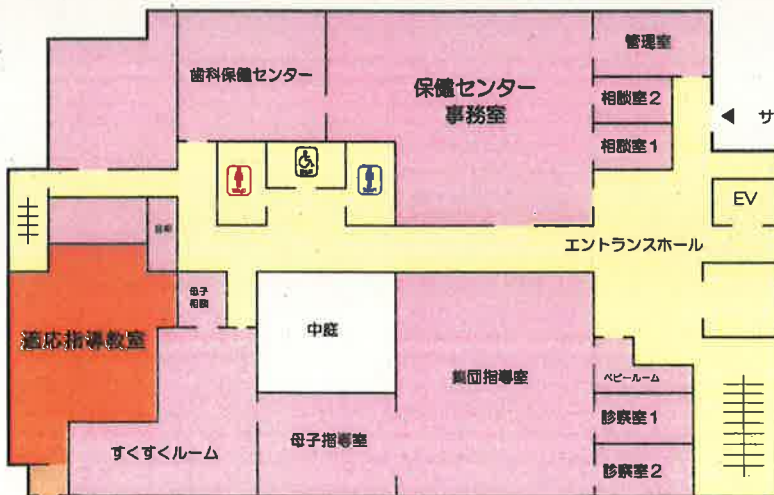 管理室
歯科保健センター
保健センター
事務室
相談室2
サ
相談室1
EV
エントランスホール
母子
相談
中庭
適応指導教室
集団指導室
ベビールーム
診察室1
母子指導室
すくすくルーム
診察室2